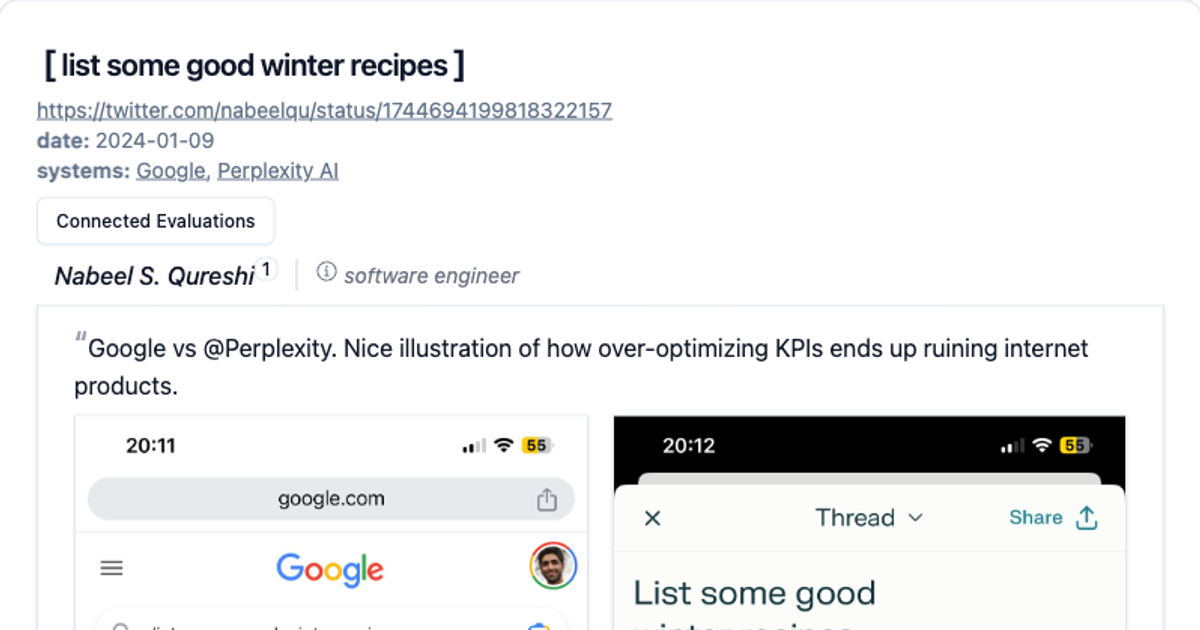 [ list some good winter recipes ]
https://twitter.com/nabeelqu/status/1744694199818322157
date: 2024-01-09
systems: Google, Perplexity AI
Connected Evaluations
Nabeel S. Qureshi 1 software engineer
"Google vs @Perplexity. Nice illustration of how over-optimizing KPIs ends up ruining internet
products.
20:11 55
google.com
Google
20:12 55
Thread Share
List some good
winter recipes